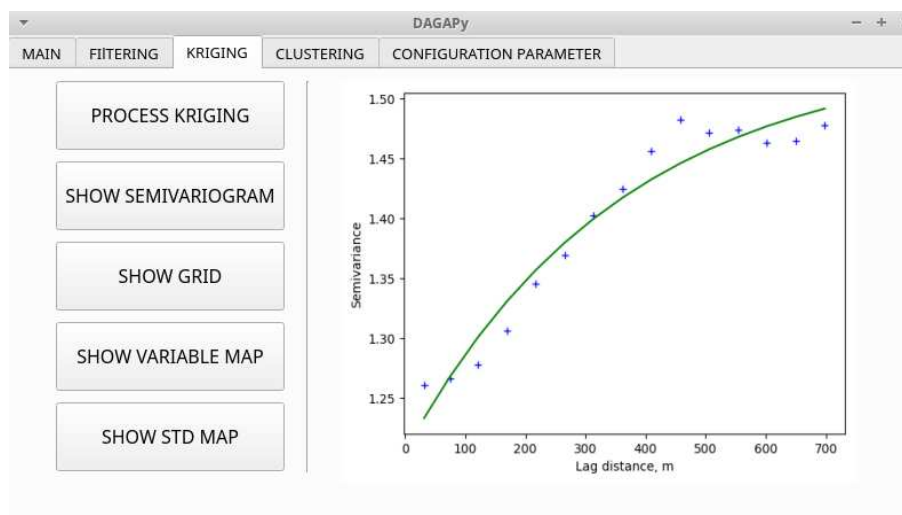 DAGAPy
MAIN FIlTERING KRIGING CLUSTERING CONFIGURATION PARAMETER
PROCESS KRIGING
SHOW SEMIVARIOGRAM
SHOW GRID
SHOW VARIABLE MAP
SHOW STD MAP
Semivariance
1.50
1.45
1.40
1.35
1.30
1.25
0 100 200 300 400 500 600 700
Lag distance, m